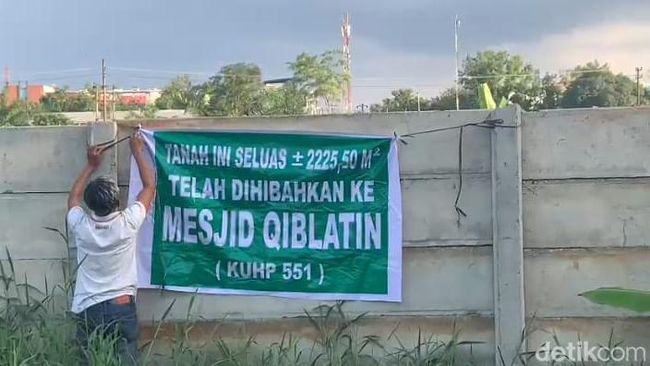 TANAH INI SELUAS ± 2225,50 M²
TELAH DIHIBAHKAN KE
MESJID QIBLATIN
( KUHP 551 )
detikcom